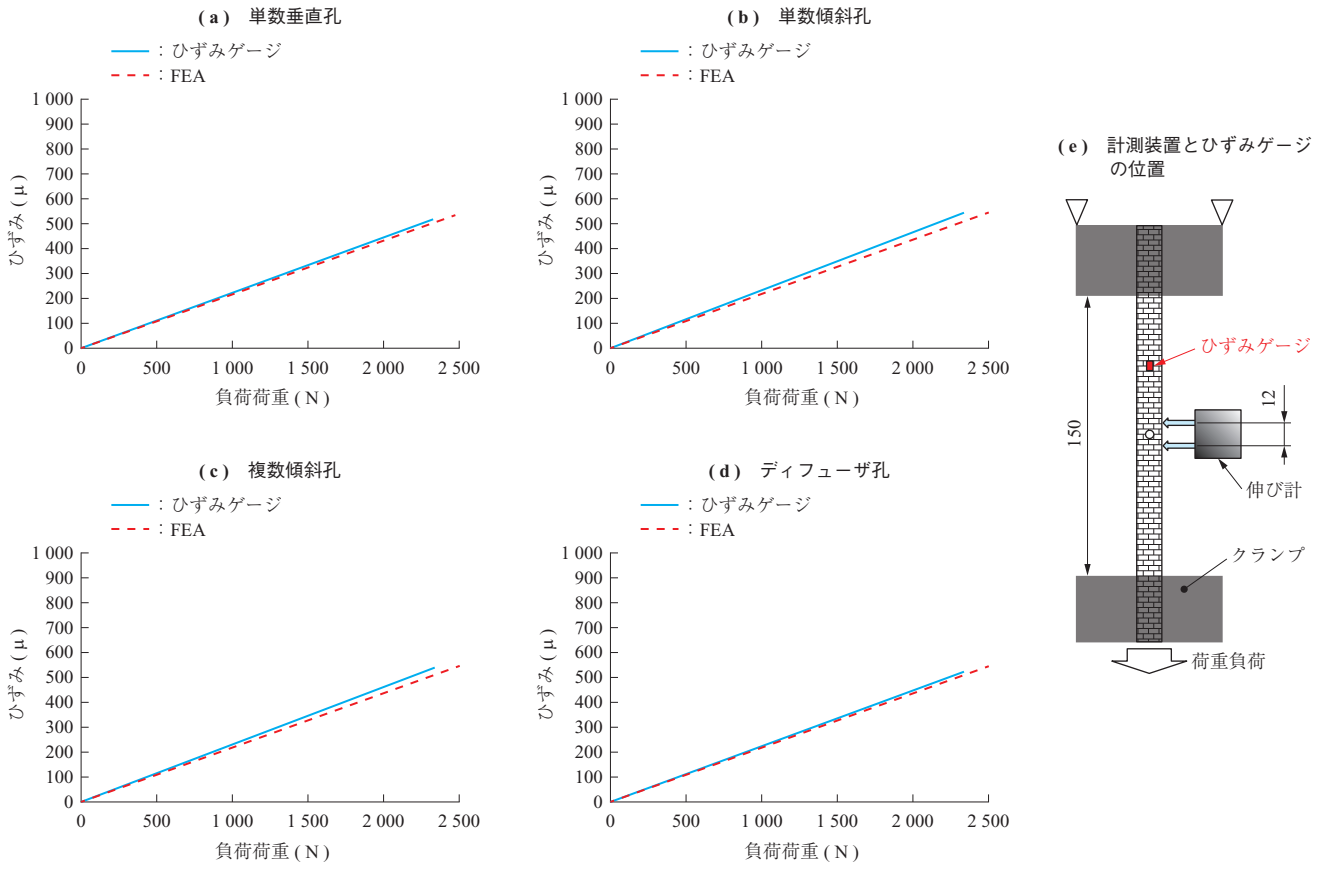 ( a ) 単数垂直孔
：ひずみゲージ
：FEA
1 000
900
800
700
600
500
400
300
200
100
0
ひずみ ( μ )
0 500 1 000 1 500 2 000 2 500
負荷荷重 ( N )
( b ) 単数傾斜孔
：ひずみゲージ
：FEA
1 000
900
800
700
600
500
400
300
200
100
0
ひずみ ( μ )
0 500 1 000 1 500 2 000 2 500
負荷荷重 ( N )
( c ) 複数傾斜孔
：ひずみゲージ
：FEA
1 000
900
800
700
600
500
400
300
200
100
0
ひずみ ( μ )
0 500 1 000 1 500 2 000 2 500
負荷荷重 ( N )
( d ) ディフューザ孔
：ひずみゲージ
：FEA
1 000
900
800
700
600
500
400
300
200
100
0
ひずみ ( μ )
0 500 1 000 1 500 2 000 2 500
負荷荷重 ( N )
( e ) 計測装置とひずみゲージ
の位置
ひずみゲージ
12
150
伸び計
クランプ
荷重負荷